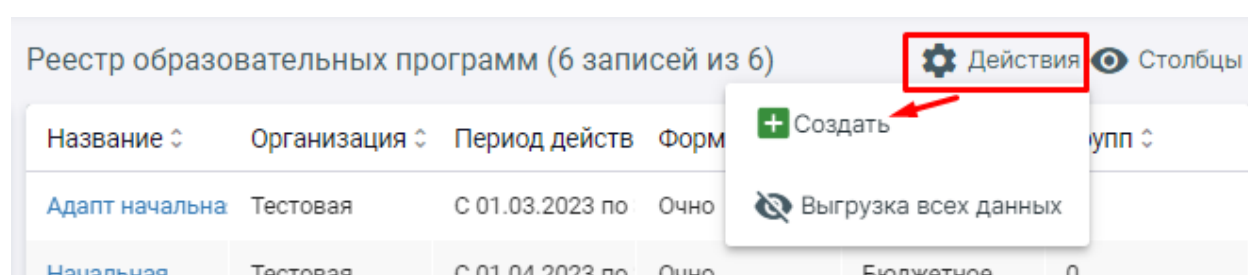 Реестр образовательных программ (6 записей из 6) Действия Столбцы
Название Организация Период действ Форм Создать упп
Адапт начальна Тестовая С 01.03.2023 по Очно Выгрузка всех данных
Начальная Тестовая С 01.04.2023 по Очно Бюджетное 0